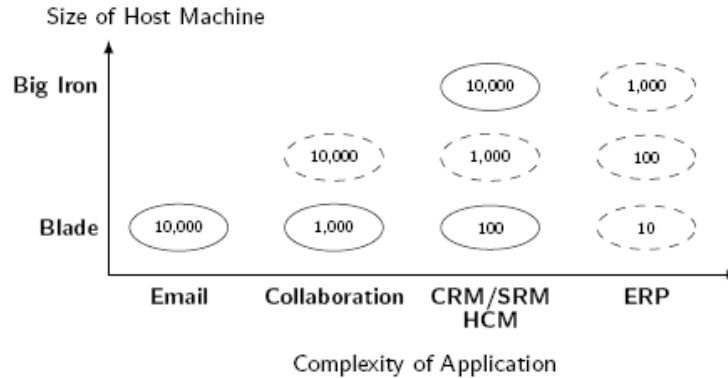 Size of Host Machine
Big Iron
10,000
1,000
10,000
1,000
100
Blade
10,000
1,000
100
10
Email
Collaboration
CRM/SRM
HCM
ERP
Complexity of Application